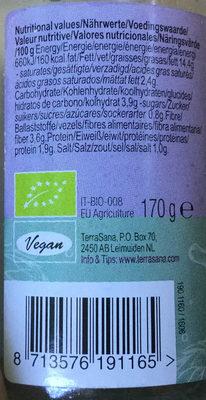 Nutritional values/Nährwerte/Voedingswaarde/
Valeur nutritive/Valores nutricionales/Näringsvärde
/100 g Energy/Energie/energie/énergie/energía/energi
660kJ/160 kcal.fat/Fett/vet/graisses/grasas/fett 14.4g
- saturates/gesättigte/verzadigd/acides gras saturés/
ácidos grasos saturados/mättat fett 2.4g
Carbohydrate/Kohlenhydrate/koolhydraten/glucides/
hidratos de carbono/kolhydrat 3,9g -sugars/Zucker/
suikers/sucres/azúcares/sockerarter 0.8g Fibre/
Ballaststoffe/vezels/fibres alimentaires/fibra alimentaria/
fiber 3,6g Protein/Eiweiß/eiwit/protéines/proteínas/
protein 1,9g. Salt/Salz/zout/sel/sal/salt 1.0g
IT-BIO-008
EU Agriculture
170 g e
Vegan
TerraSana, P.O. Box 70,
2450 AB Leimuiden NL
Info & Tips: www.terrasana.com
8 713576 191165 >